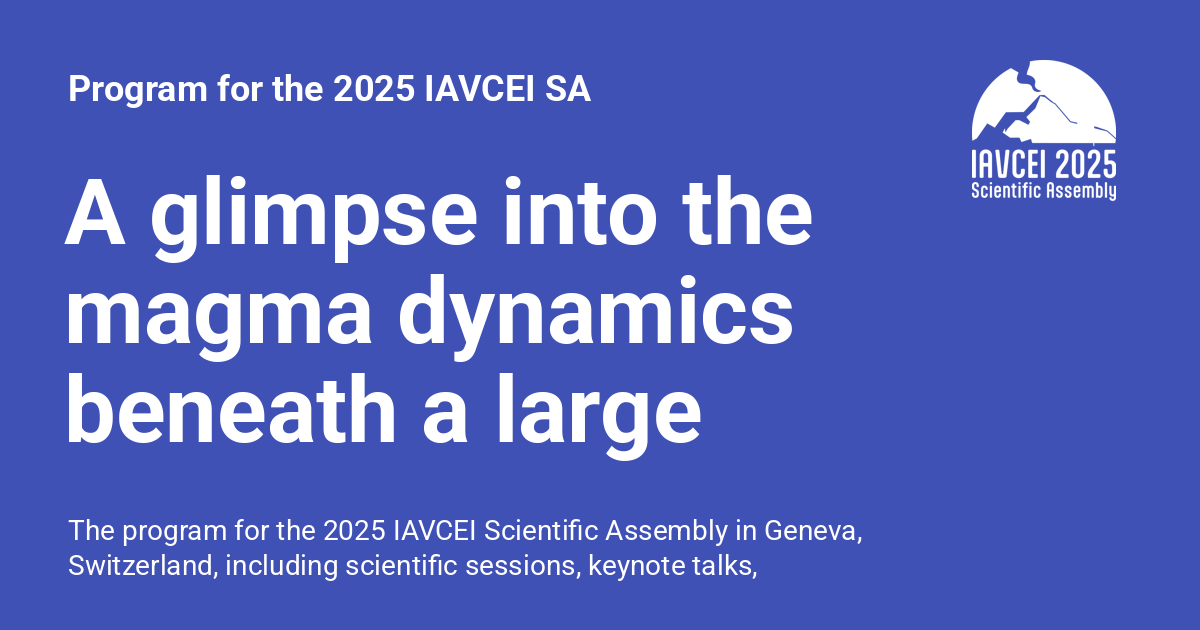 Program for the 2025 IAVCEI SA
IAVCEI 2025
Scientific Assembly
A glimpse into the
magma dynamics
beneath a large
The program for the 2025 IAVCEI Scientific Assembly in Geneva,
Switzerland, including scientific sessions, keynote talks,